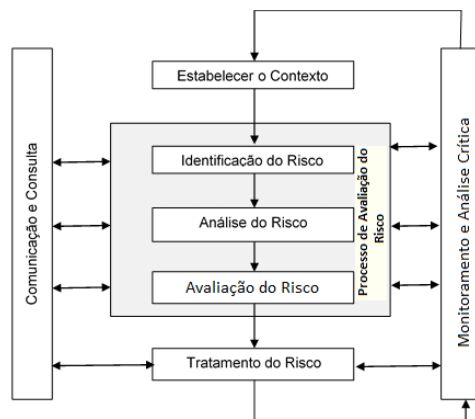 Estabelecer o Contexto
Identificação do Risco
Análise do Risco
Avaliação do Risco
Processo de Avaliação do
Risco
Tratamento do Risco
Comunicação e Consulta
Monitoramento e Análise Crítica